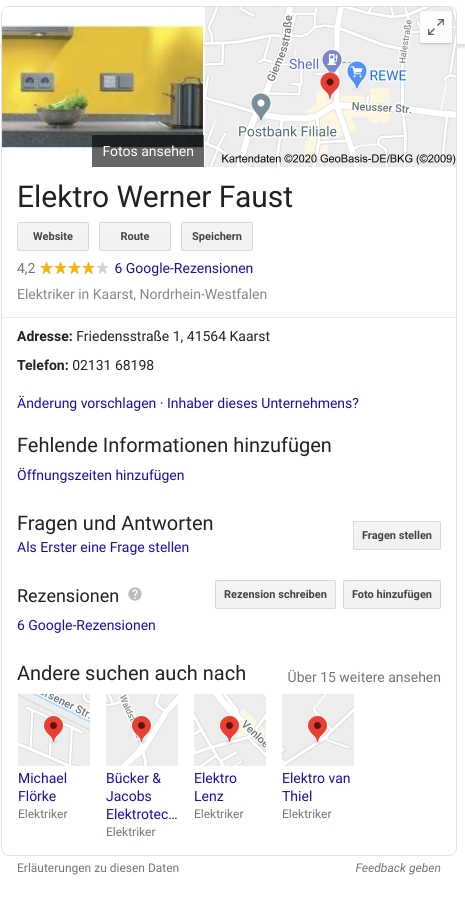 Giemesstraße
Halestraße
Shell
REWE
Neusser Str.
Postbank Filiale
Fotos ansehen
Kartendaten ©2020 GeoBasis-DE/BKG (©2009)
Elektro Werner Faust
Website Route Speichern
4,2 6 Google-Rezensionen
Elektriker in Kaarst, Nordrhein-Westfalen
Adresse: Friedensstraße 1, 41564 Kaarst
Telefon: 02131 68198
Änderung vorschlagen · Inhaber dieses Unternehmens?
Fehlende Informationen hinzufügen
Öffnungszeiten hinzufügen
Fragen und Antworten
Fragen stellen
Als Erster eine Frage stellen
Rezensionen ? Rezension schreiben Foto hinzufügen
6 Google-Rezensionen
Andere suchen auch nach Über 15 weitere ansehen
ersener Str.
Waldst
Venloe
Michael
Flörke
Elektriker
Bücker &
Jacobs
Elektrotec...
Elektriker
Elektro
Lenz
Elektriker
Elektro van
Thiel
Elektriker
Erläuterungen zu diesen Daten Feedback geben